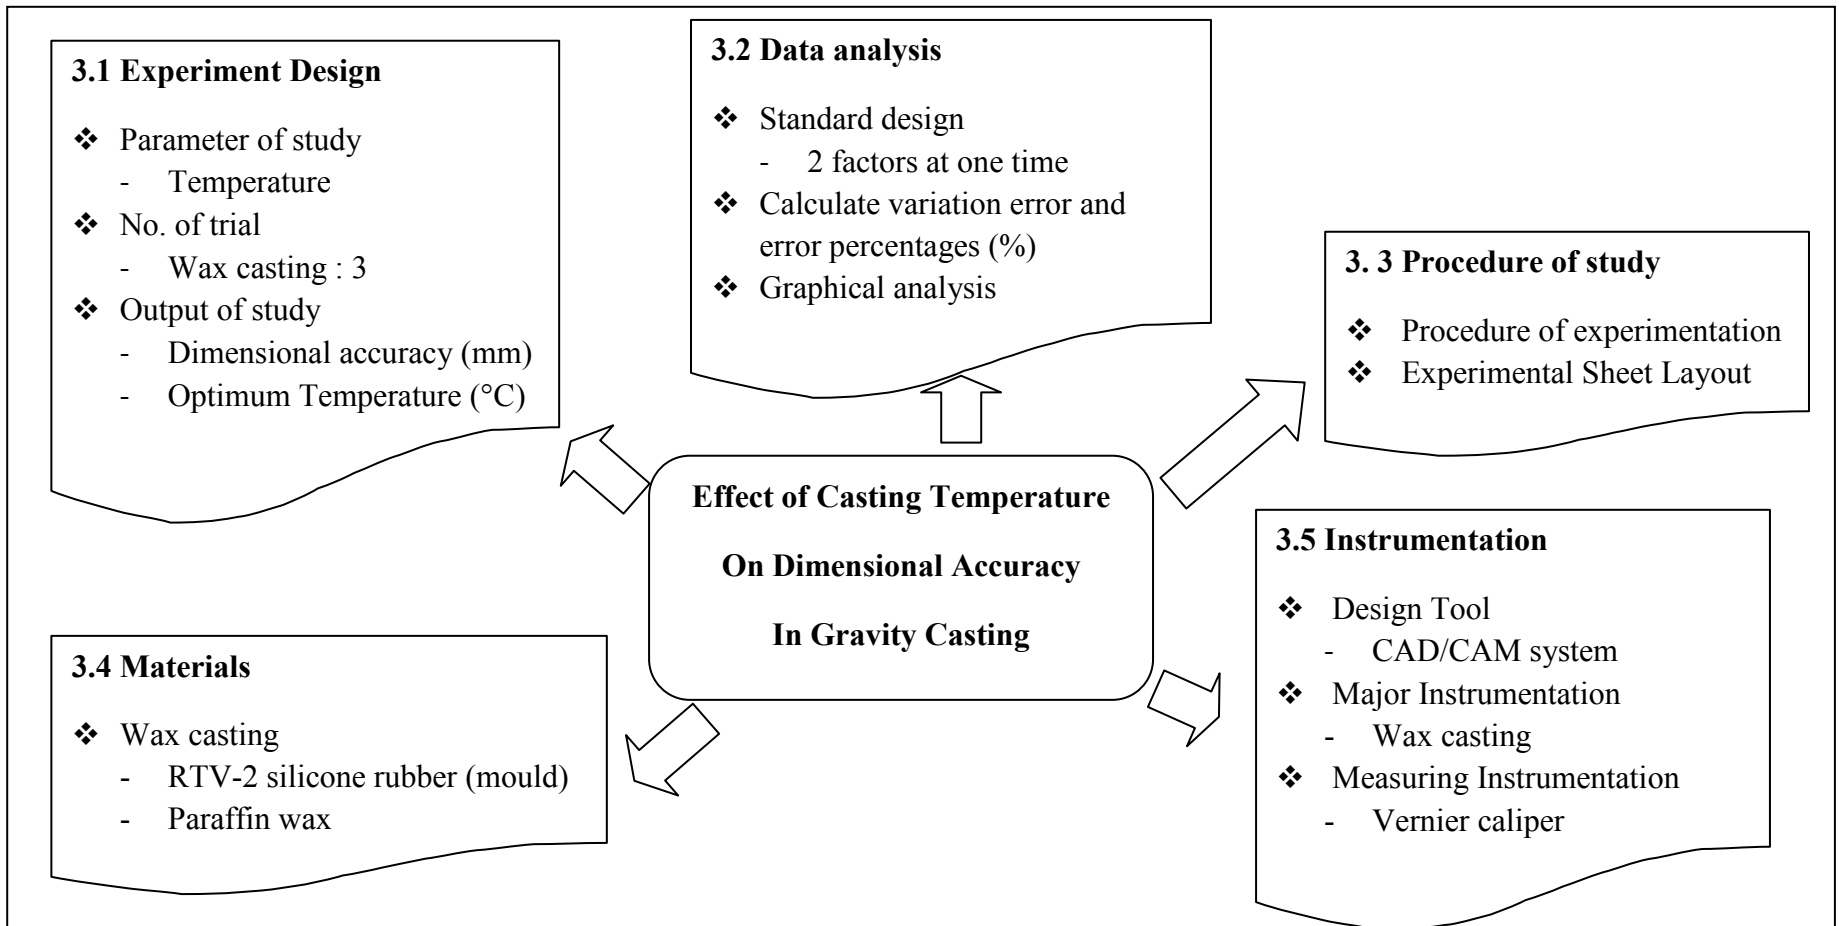 3.1 Experiment Design
❖ Parameter of study
- Temperature
❖ No. of trial
- Wax casting : 3
❖ Output of study
- Dimensional accuracy (mm)
- Optimum Temperature (°C)
3.2 Data analysis
❖ Standard design
- 2 factors at one time
❖ Calculate variation error and
error percentages (%)
❖ Graphical analysis
3. 3 Procedure of study
❖ Procedure of experimentation
❖ Experimental Sheet Layout
Effect of Casting Temperature
On Dimensional Accuracy
In Gravity Casting
3.4 Materials
❖ Wax casting
- RTV-2 silicone rubber (mould)
- Paraffin wax
3.5 Instrumentation
❖ Design Tool
- CAD/CAM system
❖ Major Instrumentation
- Wax casting
❖ Measuring Instrumentation
- Vernier caliper